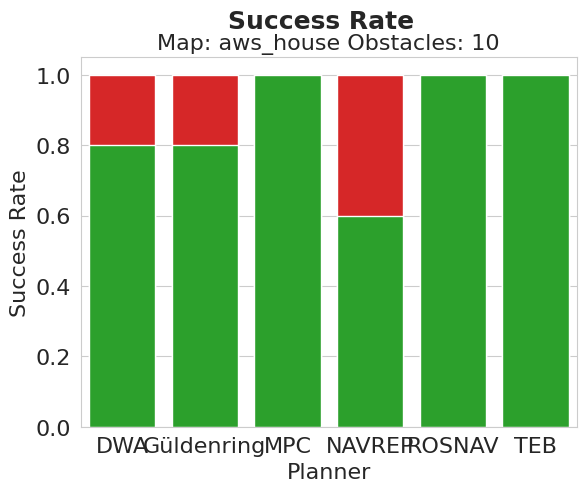 Success Rate
Map: aws_house Obstacles: 10
Success Rate
1.0
0.8
0.6
0.4
0.2
0.0
DWA Güldenring MPC NAVREP ROSNAV TEB
Planner